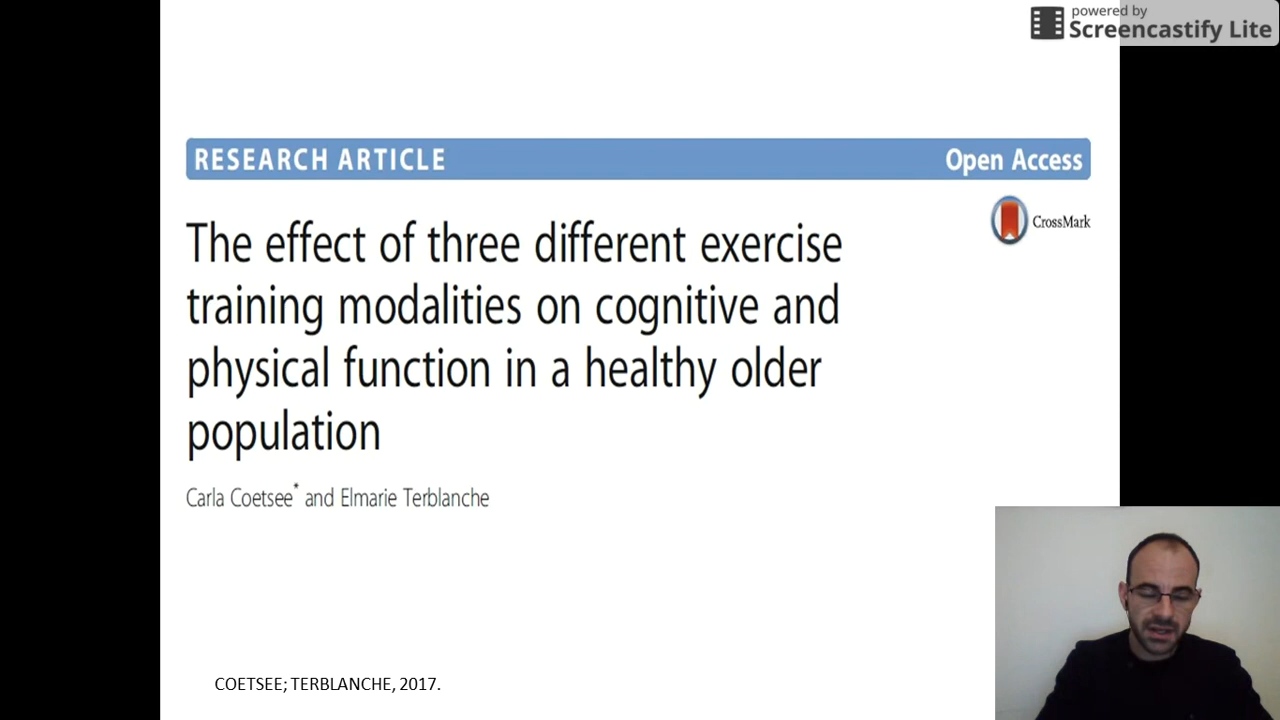 powered by
Screencastify Lite
RESEARCH ARTICLE Open Access
CrossMark
The effect of three different exercise
training modalities on cognitive and
physical function in a healthy older
population
Carla Coetsee* and Elmarie Terblanche
COETSEE; TERBLANCHE, 2017.